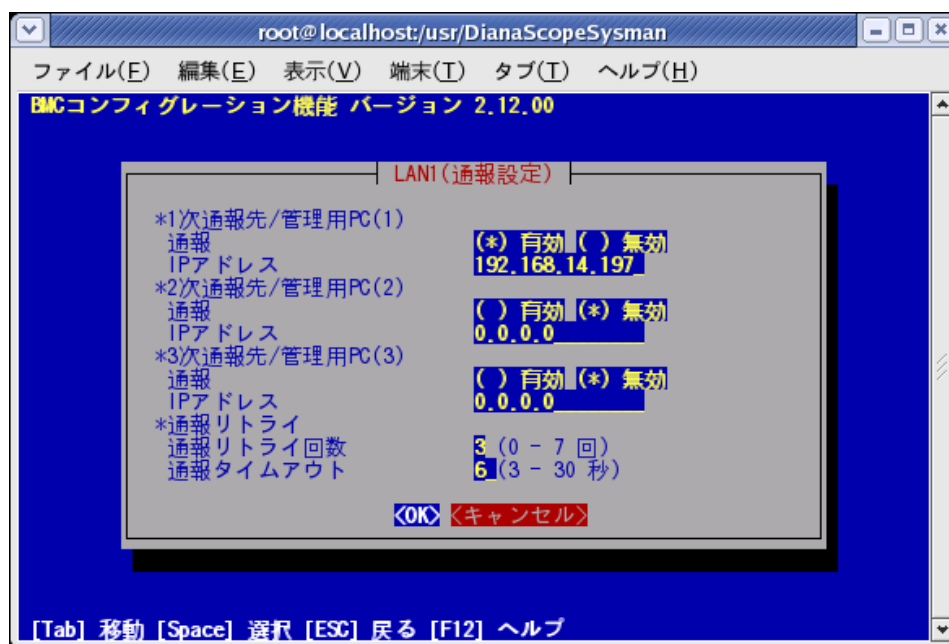 root@localhost:/usr/DianaScopeSysman
ファイル(F) 編集(E) 表示(V) 端末(T) タブ(T) ヘルプ(H)
BMCコンフィグレーション機能 バージョン 2.12.00
LAN1(通報設定)
*1次通報先/管理用PC(1)
通報 (*) 有効 ( ) 無効
IPアドレス 192.168.14.197_
*2次通報先/管理用PC(2)
通報 ( ) 有効 (*) 無効
IPアドレス 0.0.0.0________
*3次通報先/管理用PC(3)
通報 ( ) 有効 (*) 無効
IPアドレス 0.0.0.0________
*通報リトライ
通報リトライ回数 3 (0 - 7 回)
通報タイムアウト 6_(3 - 30 秒)
<OK> <キャンセル>
[Tab] 移動 [Space] 選択 [ESC] 戻る [F12] ヘルプ